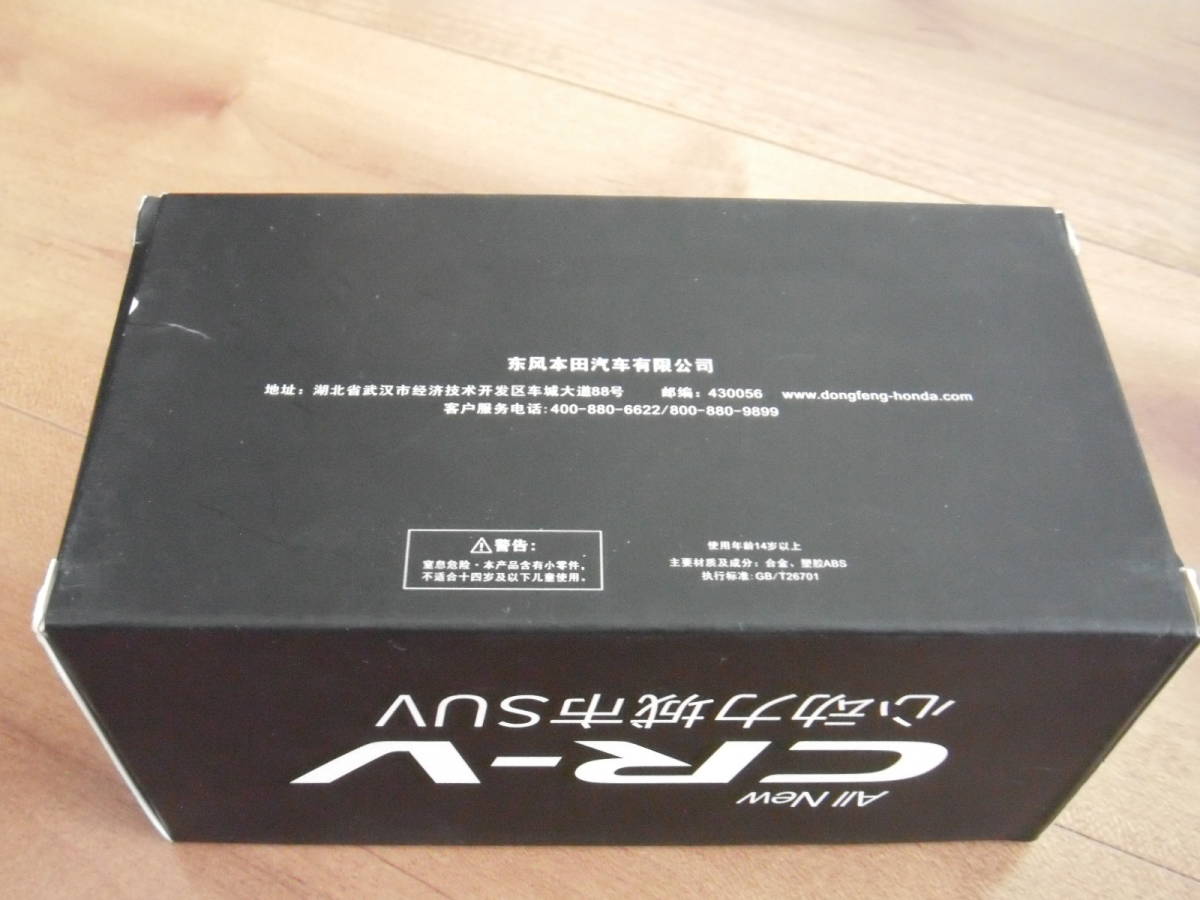 东风本田汽车有限公司
地址：湖北省武汉市经济技术开发区车城大道88号 邮编：430056 www.dongfeng-honda.com
客户服务电话:400-880-6622/800-880-9899
警告：
窒息危险·本产品含有小零件，
不适合十四岁及以下儿童使用。
使用年龄14岁以上
主要材质及成分：合金、塑胶ABS
执行标准:GB/T26701
All New
CR-V
心动力城市SUV